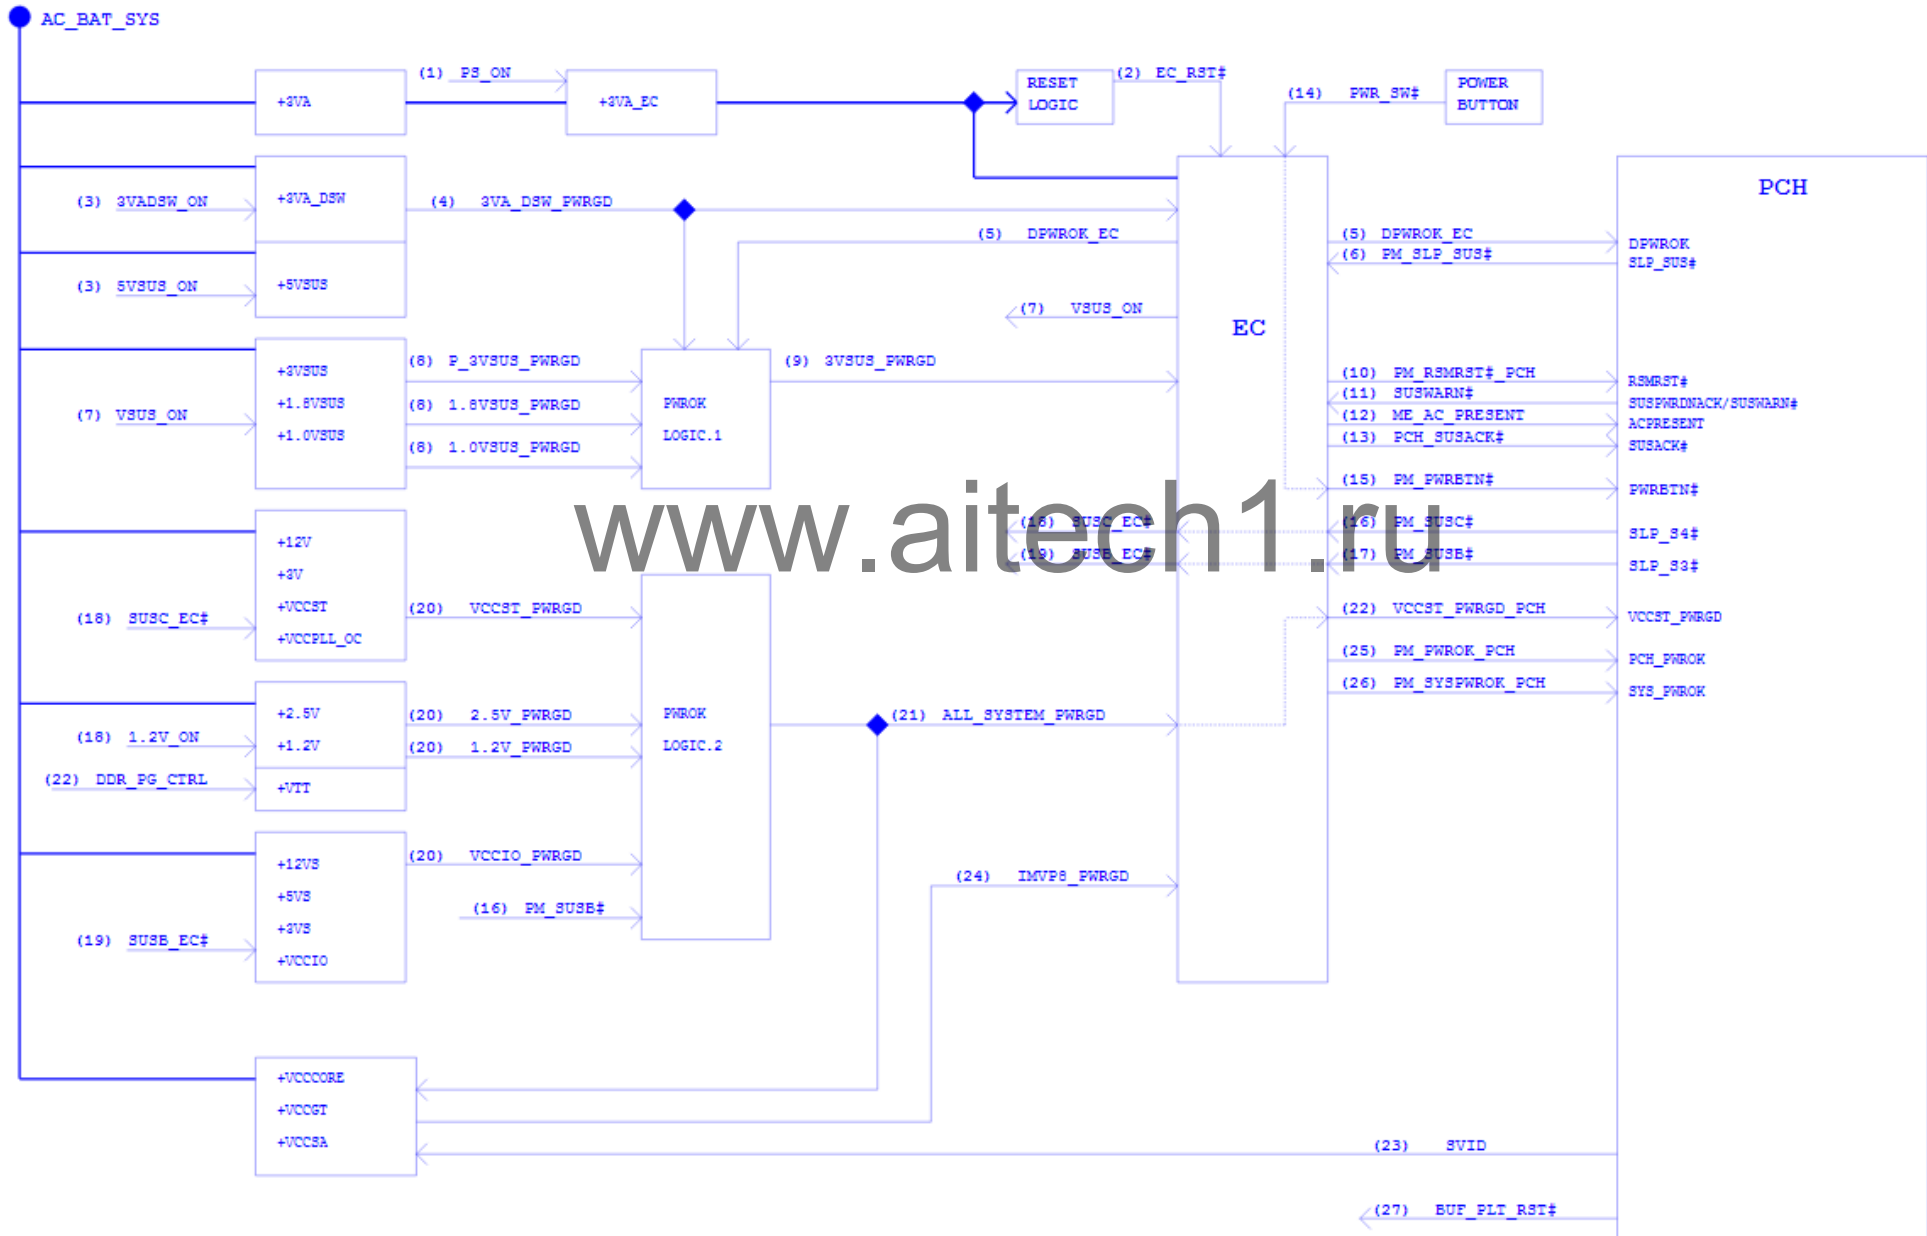 AC_BAT_SYS
+3VA
(1) PS_ON
+3VA_EC
RESET
LOGIC
(2) EC_RST#
(14) PWR_SW#
POWER
BUTTON
PCH
(3) 3VADSW_ON
+3VA_DSW
(4) 3VA_DSW_PWRGD
(5) DPWROK_EC
(5) DPWROK_EC
DPWROK
(6) PM_SLP_SUS#
SLP_SUS#
(3) 5VSUS_ON
+5VSUS
(7) VSUS_ON
EC
(7) VSUS_ON
+3VSUS
+1.8VSUS
+1.0VSUS
(8) P_3VSUS_PWRGD
(8) 1.8VSUS_PWRGD
(8) 1.0VSUS_PWRGD
PWROK
LOGIC.1
(9) 3VSUS_PWRGD
(10) PM_RSMRST#_PCH
RSMRST#
(11) SUSWARN#
SUSPWRDNACK/SUSWARN#
(12) ME_AC_PRESENT
ACPRESENT
(13) PCH_SUSACK#
SUSACK#
(15) PM_PWRBTN#
PWRBTN#
www.aitech1.ru
(18) SUSC_EC#
(16) PM_SUSC#
SLP_S4#
(19) SUSB_EC#
(17) PM_SUSB#
SLP_S3#
(18) SUSC_EC#
+12V
+3V
+VCCST
+VCCPLL_OC
(20) VCCST_PWRGD
(22) VCCST_PWRGD_PCH
VCCST_PWRGD
(25) PM_PWROK_PCH
PCH_PWROK
(26) PM_SYSPWROK_PCH
SYS_PWROK
(18) 1.2V_ON
+2.5V
+1.2V
(20) 2.5V_PWRGD
(20) 1.2V_PWRGD
PWROK
LOGIC.2
(21) ALL_SYSTEM_PWRGD
(22) DDR_PG_CTRL
+VTT
(19) SUSB_EC#
+12VS
+5VS
+3VS
+VCCIO
(20) VCCIO_PWRGD
(16) PM_SUSB#
(24) IMVP8_PWRGD
+VCCCORE
+VCCGT
+VCCSA
(23) SVID
(27) BUF_PLT_RST#